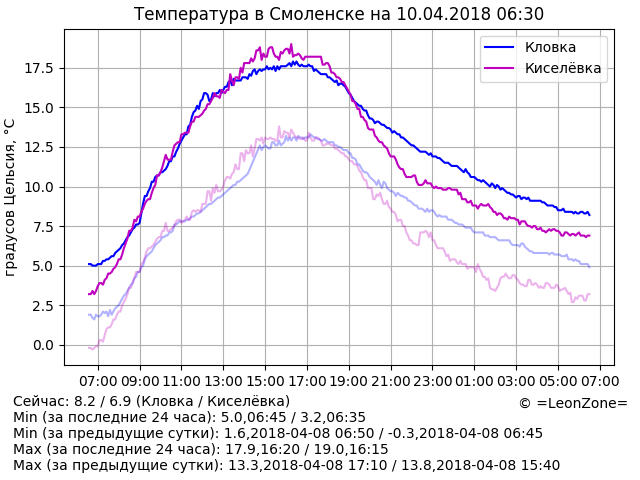 Температура в Смоленске на 10.04.2018 06:30
градусов Цельсия, °C
17.5
15.0
12.5
10.0
7.5
5.0
2.5
0.0
Кловка
Киселёвка
07:00 09:00 11:00 13:00 15:00 17:00 19:00 21:00 23:00 01:00 03:00 05:00 07:00
Сейчас: 8.2 / 6.9 (Кловка / Киселёвка)
© =LeonZone=
Min (за последние 24 часа): 5.0,06:45 / 3.2,06:35
Min (за предыдущие сутки): 1.6,2018-04-08 06:50 / -0.3,2018-04-08 06:45
Max (за последние 24 часа): 17.9,16:20 / 19.0,16:15
Max (за предыдущие сутки): 13.3,2018-04-08 17:10 / 13.8,2018-04-08 15:40